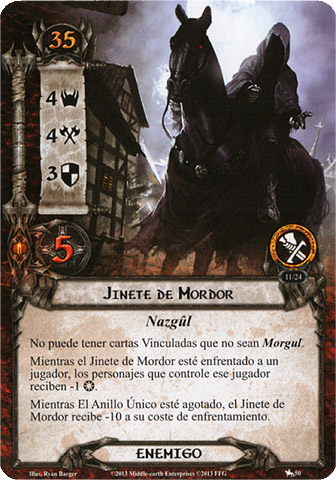 35
4
4
3
5
11/24
JINETE DE MORDOR
Nazgûl
No puede tener cartas Vinculadas que no sean Morgul.
Mientras el Jinete de Mordor esté enfrentado a un
jugador, los personajes que controle ese jugador
reciben -1
Mientras El Anillo Único esté agotado, el Jinete de
Mordor recibe -10 a su coste de enfrentamiento.
ENEMIGO
Illus. Ryan Barger
©2013 Middle-earth Enterprises ©2013 FFG
50